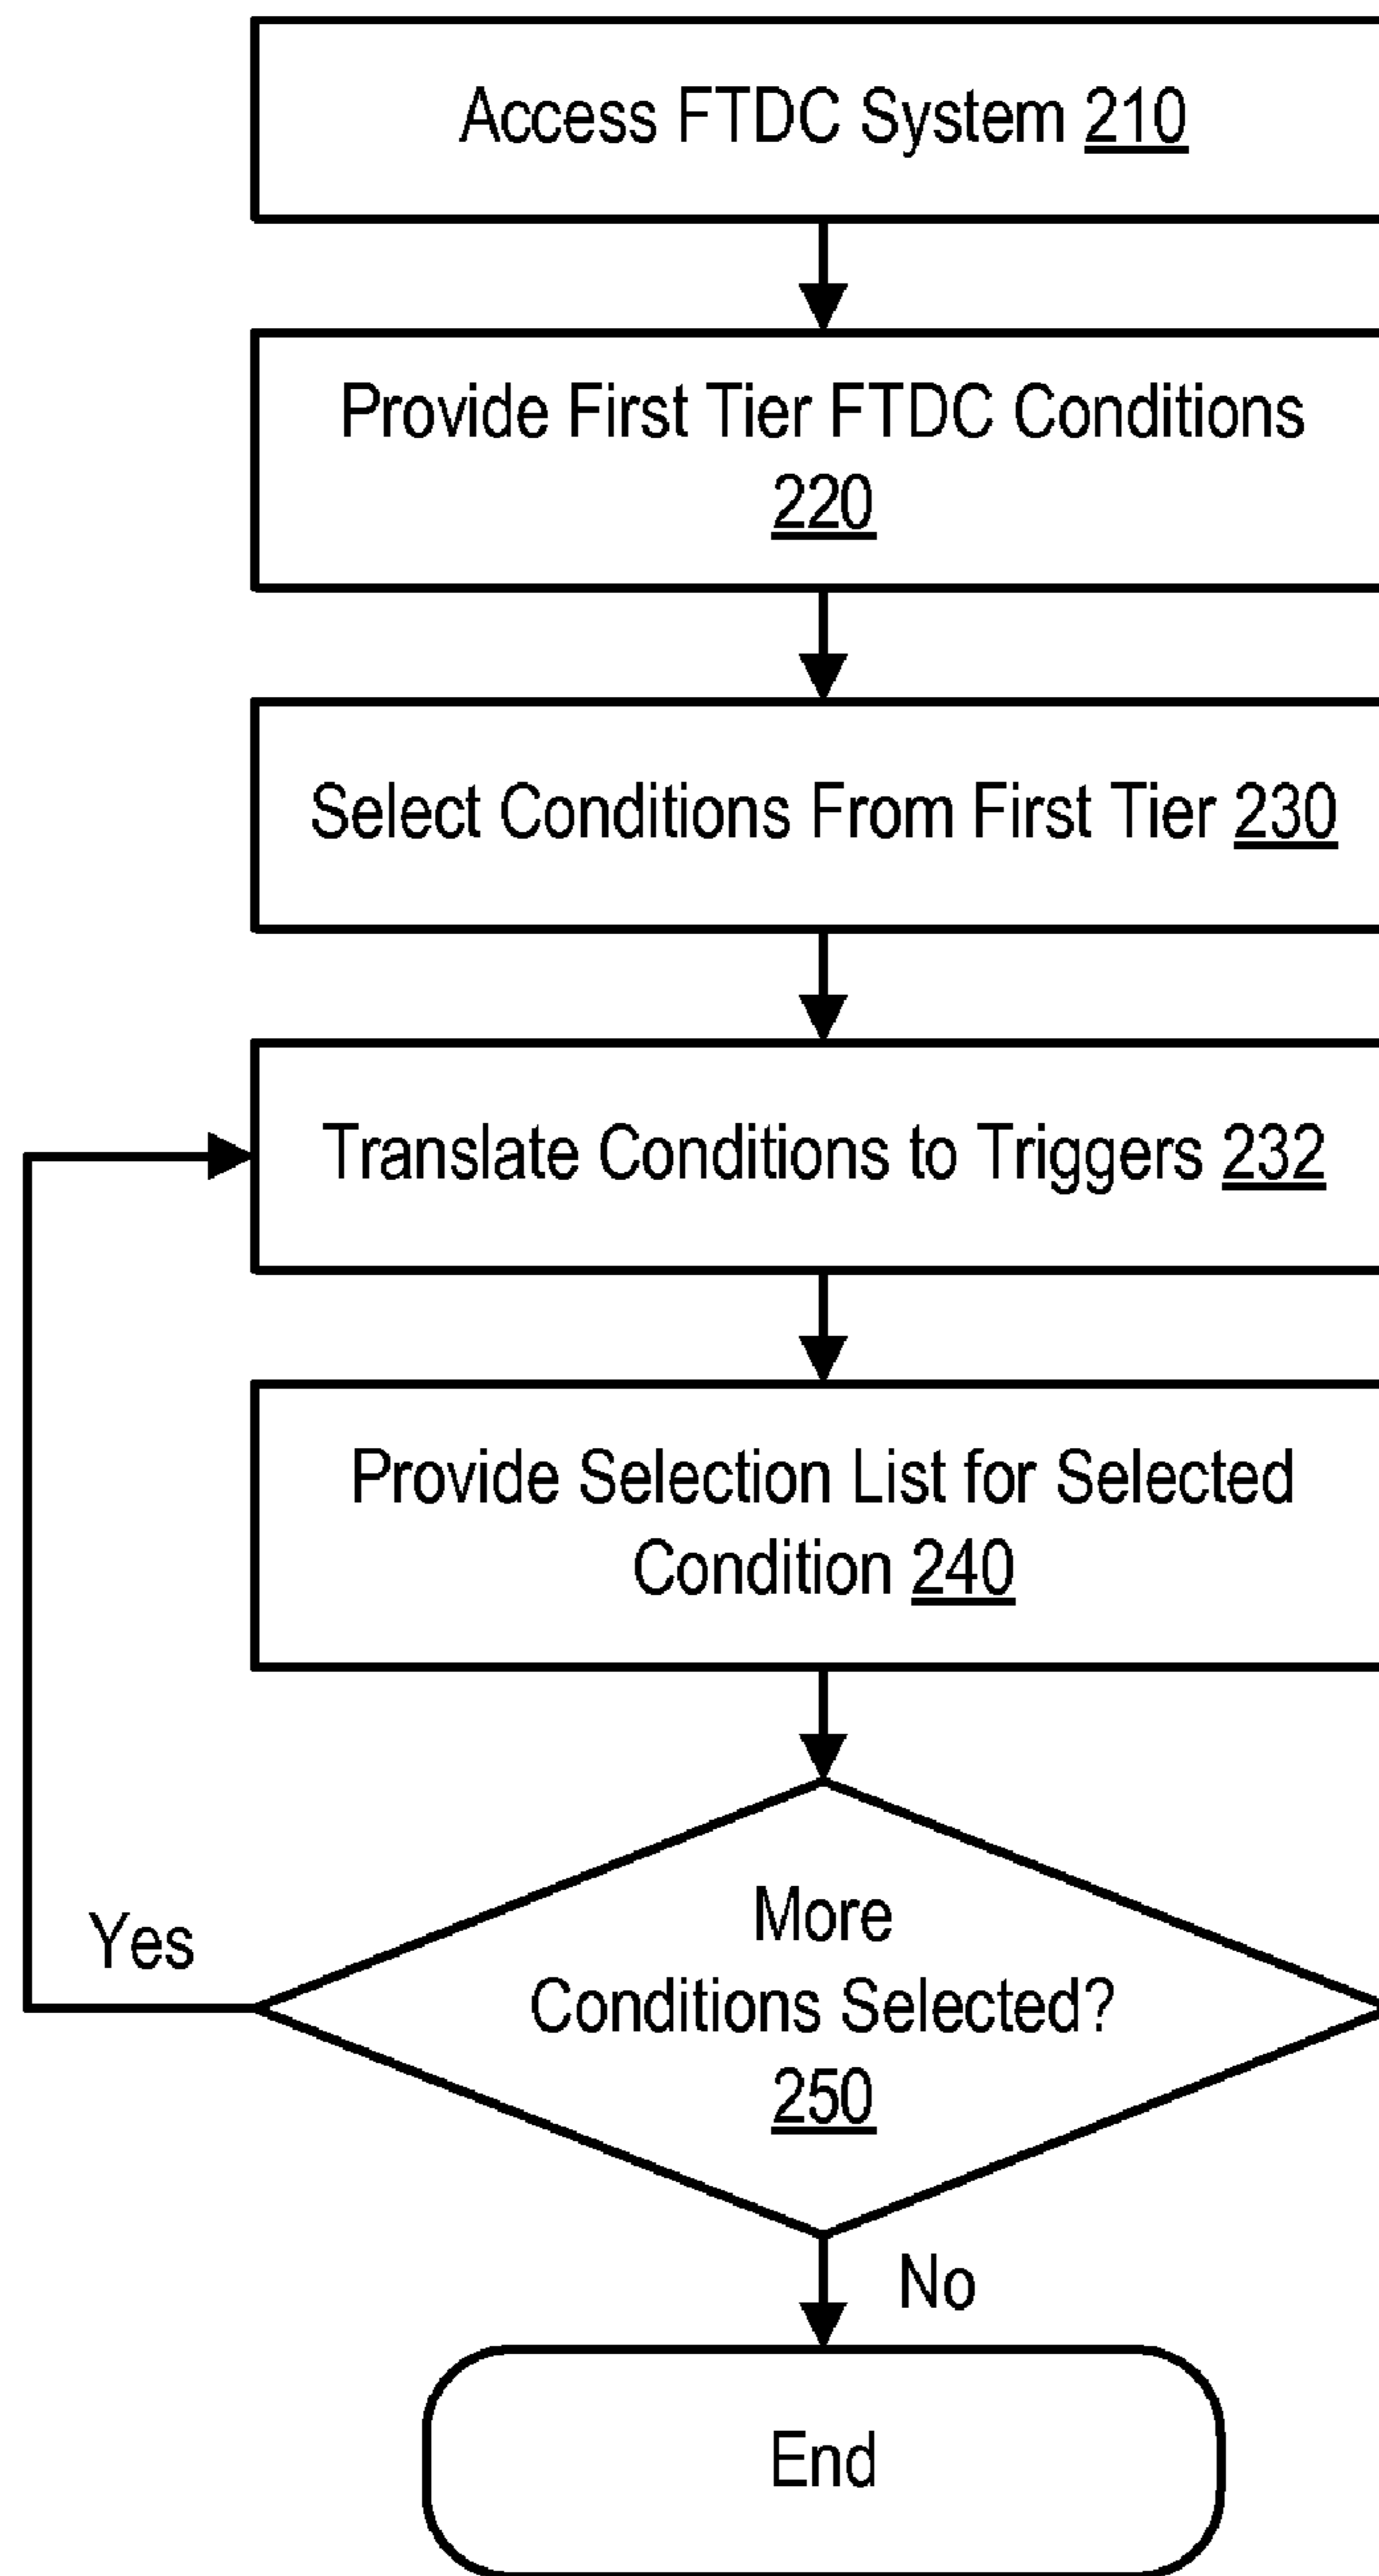 Access FTDC System 210
Provide First Tier FTDC Conditions
220
Select Conditions From First Tier 230
Translate Conditions to Triggers 232
Provide Selection List for Selected
Condition 240
More
Conditions Selected?
250
Yes
No
End